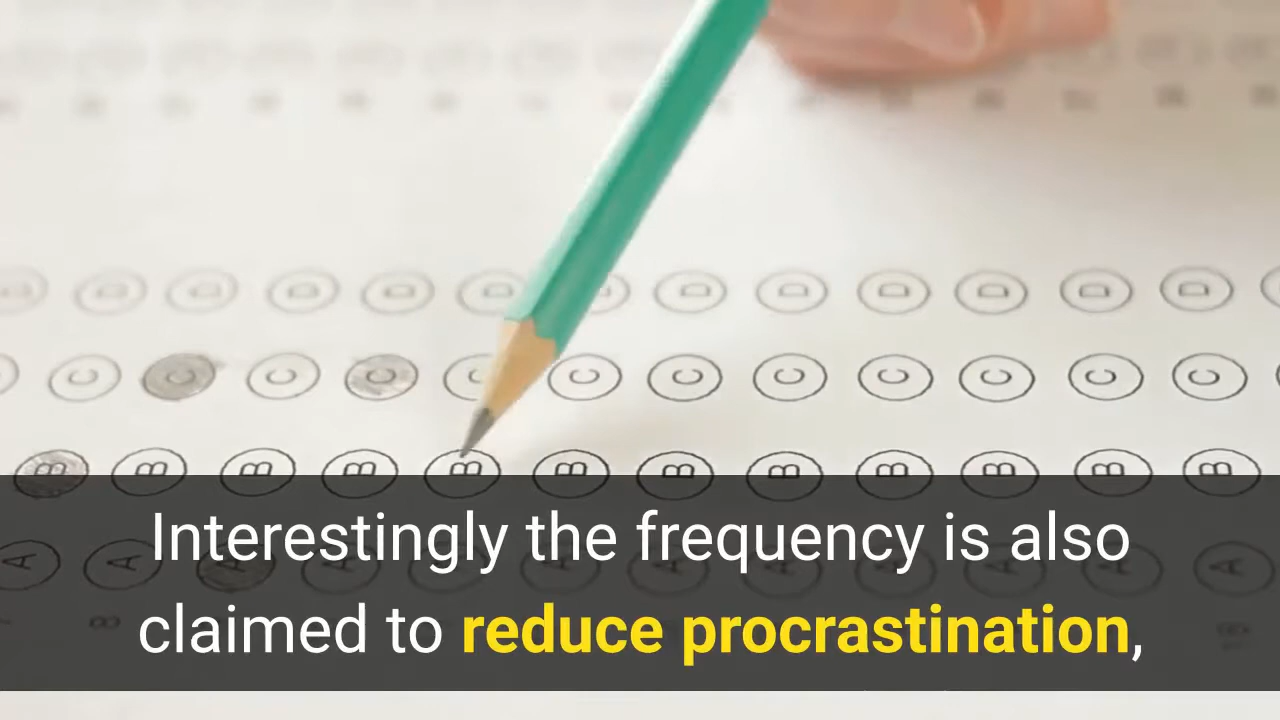 D D D D D D D D D D D D
C C C C C C C C C C C C
B B B B B B B B B B B B
Interestingly the frequency is also
claimed to reduce procrastination,